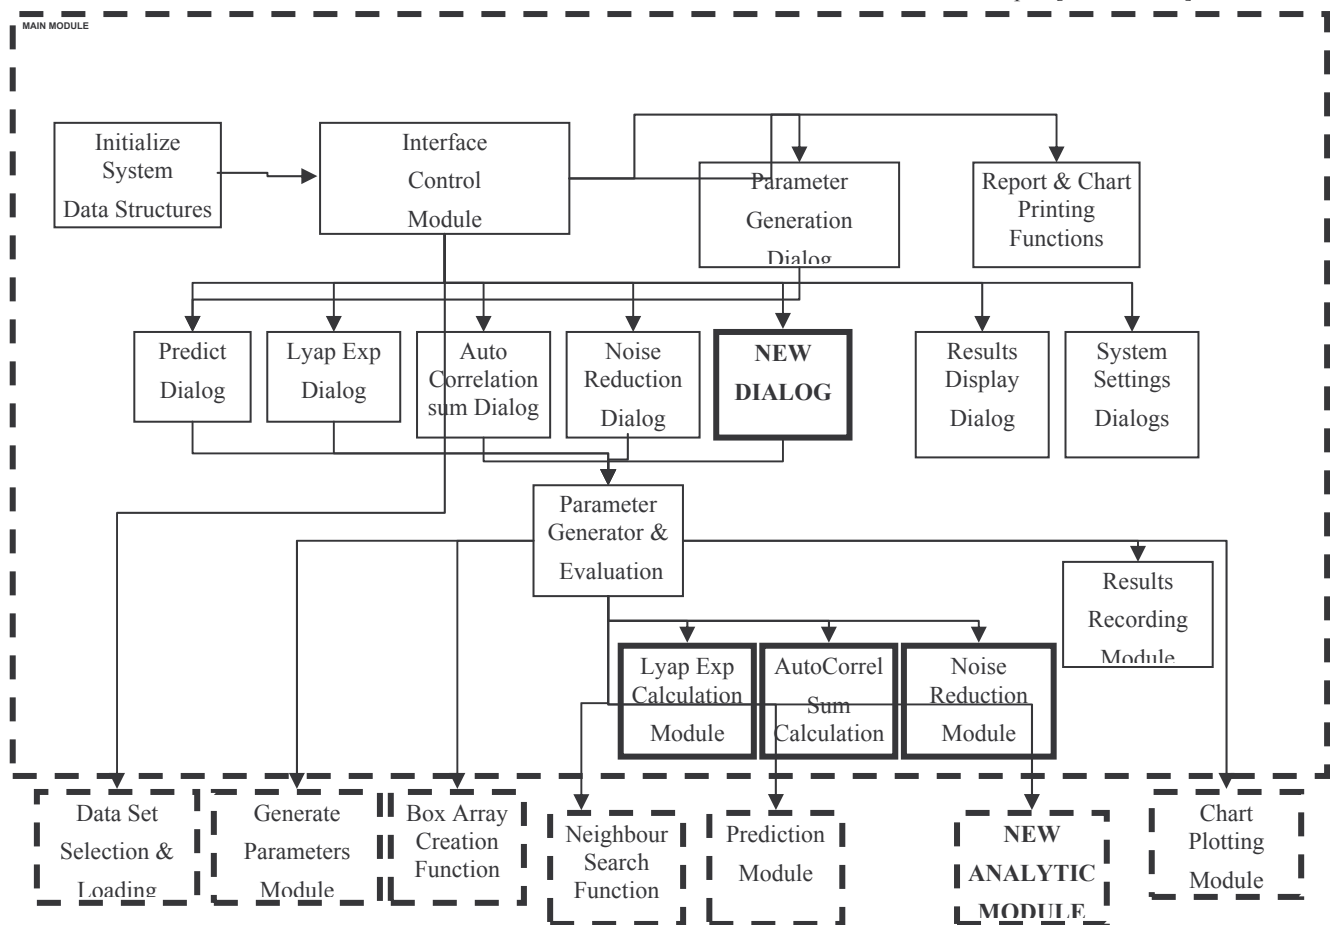 MAIN MODULE
Initialize
System
Data Structures
Interface
Control
Module
Parameter
Generation
Dialog
Report & Chart
Printing
Functions
Predict
Dialog
Lyap Exp
Dialog
Auto
Correlation
sum Dialog
Noise
Reduction
Dialog
NEW
DIALOG
Results
Display
Dialog
System
Settings
Dialogs
Parameter
Generator &
Evaluation
Results
Recording
Module
Lyap Exp
Calculation
Module
AutoCorrel
Sum
Calculation
Noise
Reduction
Module
Data Set
Selection &
Loading
Generate
Parameters
Module
Box Array
Creation
Function
Neighbour
Search
Function
Prediction
Module
NEW
ANALYTIC
MODULE
Chart
Plotting
Module